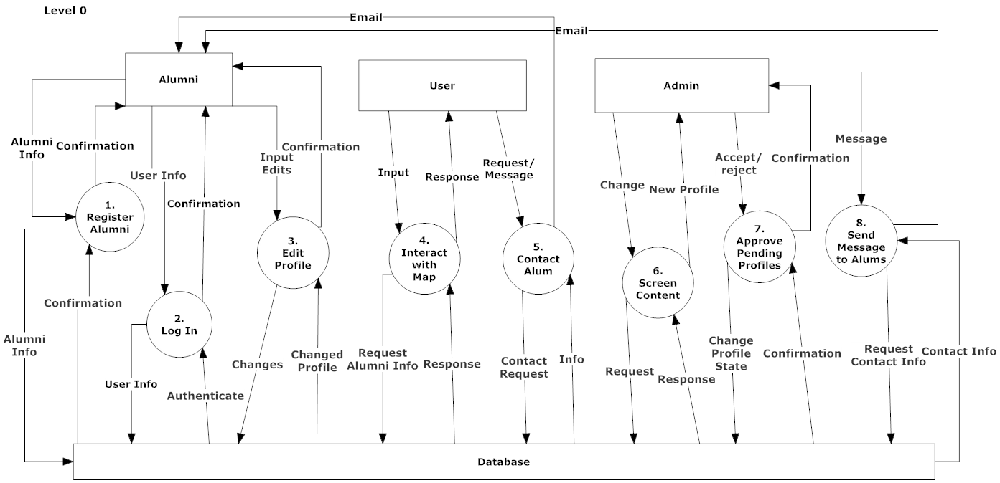 Level 0
Email
Email
Alumni
User
Admin
Alumni
Info
Confirmation
User Info
Confirmation
Input
Edits
Confirmation
Input
Response
Request/
Message
Change
New Profile
Accept/
reject
Confirmation
Message
1.
Register
Alumni
2.
Log In
3.
Edit
Profile
4.
Interact
with
Map
5.
Contact
Alum
6.
Screen
Content
7.
Approve
Pending
Profiles
8.
Send
Message
to Alums
Alumni
Info
Confirmation
User Info
Authenticate
Changes
Changed
Profile
Request
Alumni Info
Response
Contact
Request
Info
Request
Response
Change
Profile
State
Confirmation
Request
Contact Info
Contact Info
Database